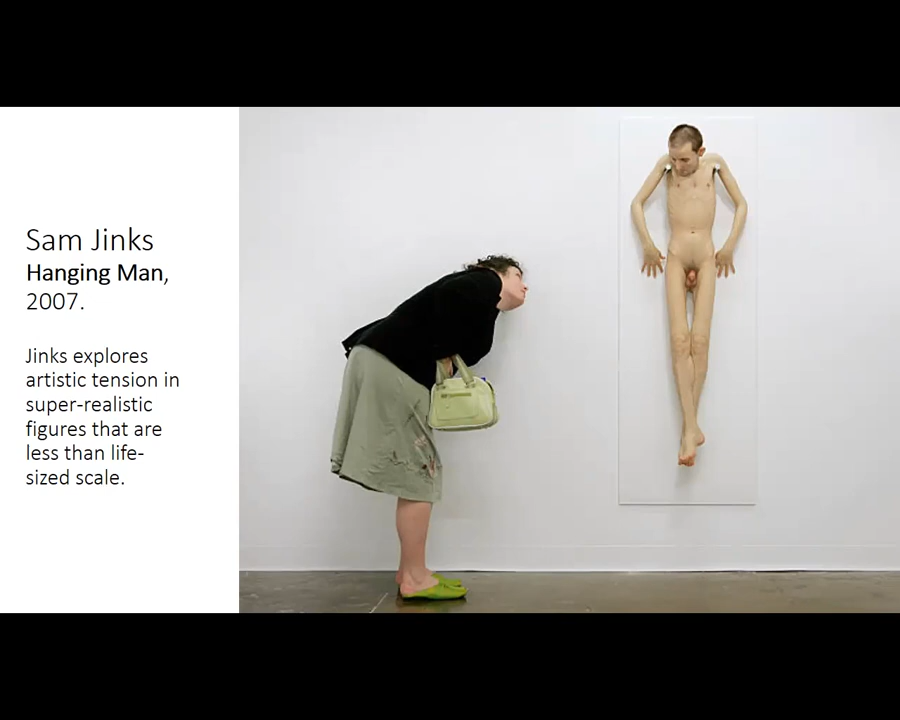 Sam Jinks
Hanging Man,
2007.
Jinks explores
artistic tension in
super-realistic
figures that are
less than life-
sized scale.